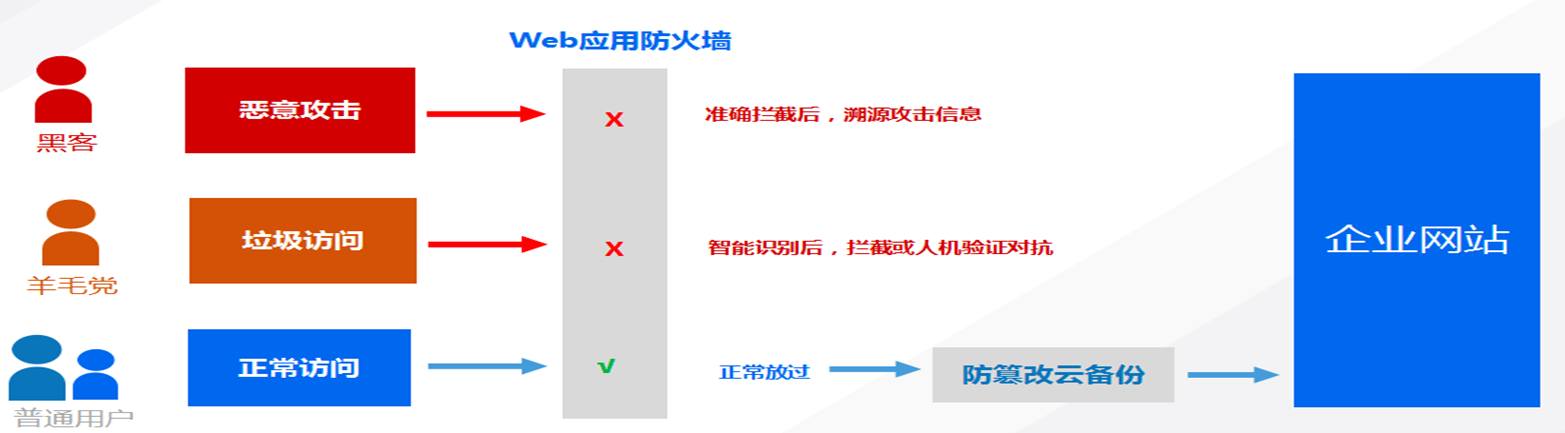 Web应用防火墙
黑客
恶意攻击
x
准确拦截后，溯源攻击信息
羊毛党
垃圾访问
x
智能识别后，拦截或人机验证对抗
普通用户
正常访问
√
正常放过
防篡改云备份
企业网站